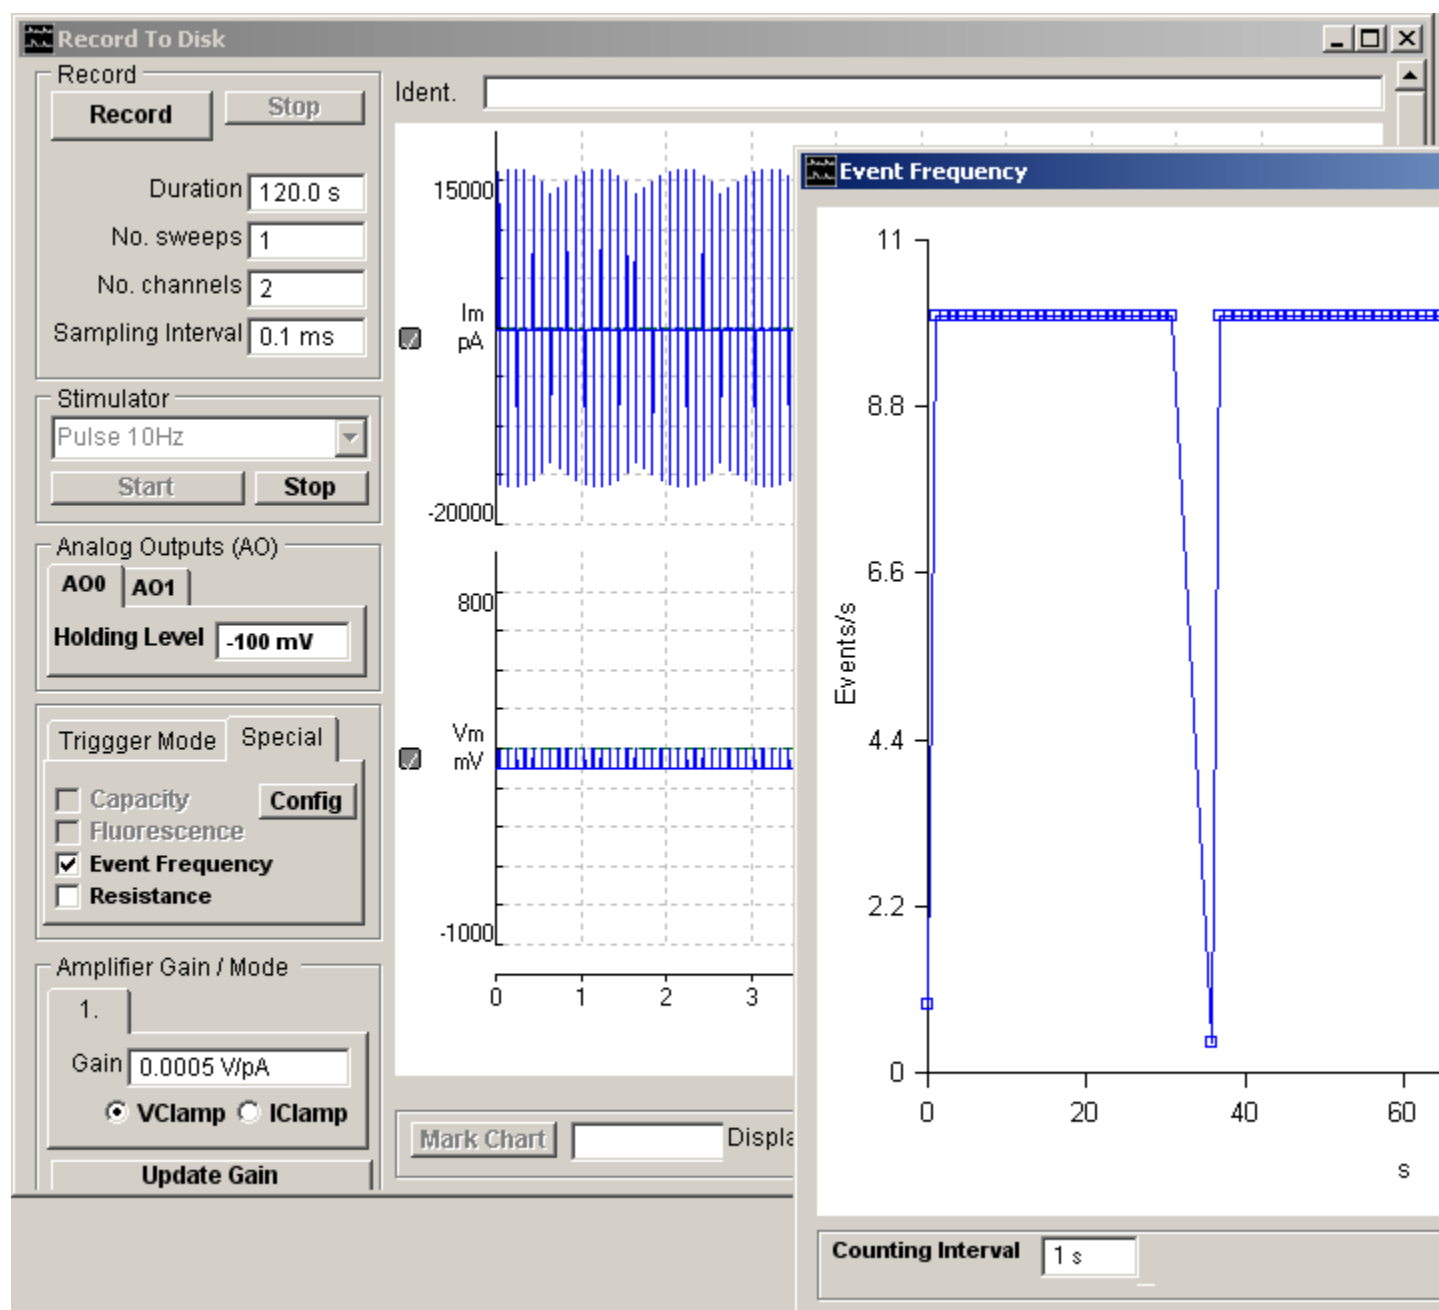 Record To Disk
Record
Record
Stop
Duration 120.0 s
No. sweeps 1
No. channels 2
Sampling Interval 0.1 ms
Stimulator
Pulse 10Hz
Start
Stop
Analog Outputs (AO)
AO0
AO1
Holding Level -100 mV
Triggger Mode
Special
Capacity
Config
Fluorescence
Event Frequency
Resistance
Amplifier Gain / Mode
1.
Gain 0.0005 V/pA
VClamp
IClamp
Update Gain
Ident.
15000
Im
pA
-20000
800
Vm
mV
-1000
0 1 2 3
Mark Chart
Displa
Event Frequency
11
8.8
6.6
4.4
2.2
0
Events/s
0 20 40 60
s
Counting Interval 1 s